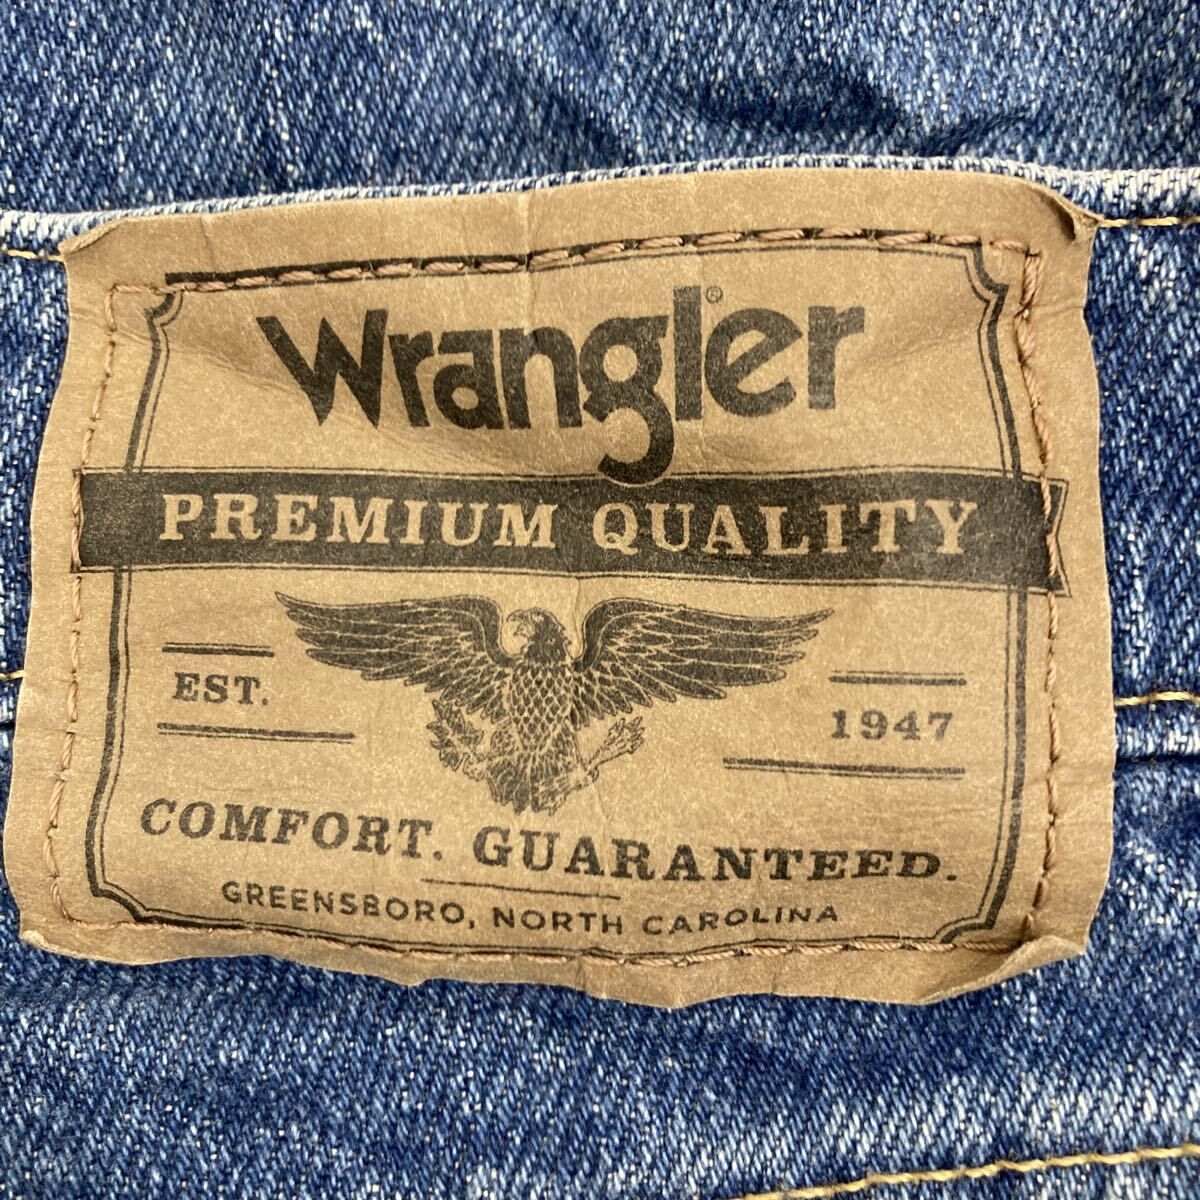 Wrangler®
PREMIUM QUALITY
EST. 1947
COMFORT. GUARANTEED.
GREENSBORO, NORTH CAROLINA